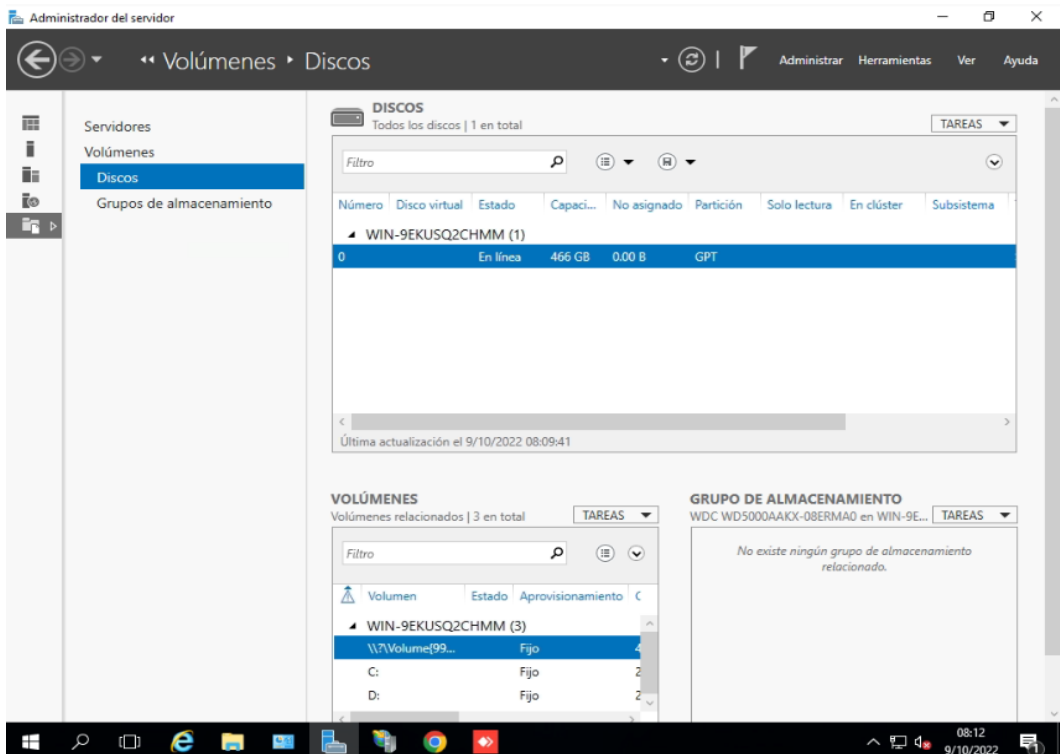 Administrador del servidor
Volúmenes
Discos
Administrar Herramientas Ver Ayuda
Servidores
Volúmenes
Discos
Grupos de almacenamiento
DISCOS
Todos los discos | 1 en total
TAREAS
Filtro
Número Disco virtual Estado Capaci... No asignado Partición Solo lectura En clúster Subsistema
WIN-9EKUSQ2CHMM (1)
0 En línea 466 GB 0.00 B GPT
Última actualización el 9/10/2022 08:09:41
VOLÚMENES
Volúmenes relacionados | 3 en total
TAREAS
Filtro
Volumen Estado Aprovisionamiento
WIN-9EKUSQ2CHMM (3)
\\?\Volume{99... Fijo
C: Fijo
D: Fijo
GRUPO DE ALMACENAMIENTO
WDC WD5000AAKX-08ERMA0 en WIN-9E...
TAREAS
No existe ningún grupo de almacenamiento
relacionado.
08:12
9/10/2022